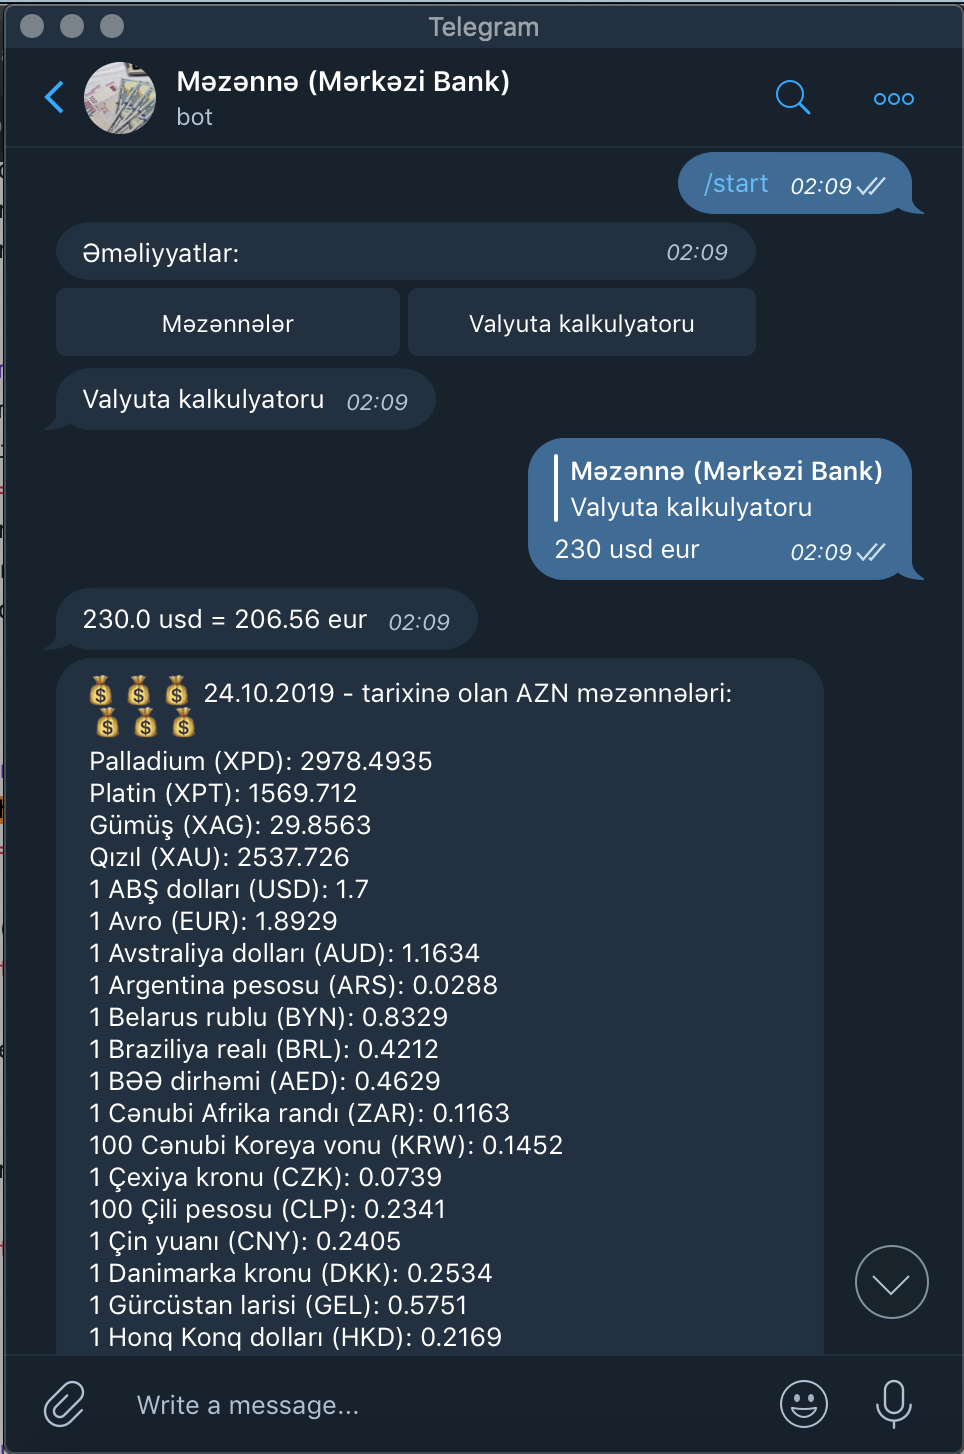 Telegram
Məzənnə (Mərkəzi Bank)
bot
/start 02:09
Əməliyyatlar: 02:09
Məzənnələr
Valyuta kalkulyatoru
Valyuta kalkulyatoru 02:09
Məzənnə (Mərkəzi Bank)
Valyuta kalkulyatoru
230 usd eur 02:09
230.0 usd = 206.56 eur 02:09
24.10.2019 - tarixinə olan AZN məzənnələri:
Palladium (XPD): 2978.4935
Platin (XPT): 1569.712
Gümüş (XAG): 29.8563
Qızıl (XAU): 2537.726
1 ABŞ dolları (USD): 1.7
1 Avro (EUR): 1.8929
1 Avstraliya dolları (AUD): 1.1634
1 Argentina pesosu (ARS): 0.0288
1 Belarus rublu (BYN): 0.8329
1 Braziliya realı (BRL): 0.4212
1 BƏƏ dirhəmi (AED): 0.4629
1 Cənubi Afrika randı (ZAR): 0.1163
100 Cənubi Koreya vonu (KRW): 0.1452
1 Çexiya kronu (CZK): 0.0739
100 Çili pesosu (CLP): 0.2341
1 Çin yuanı (CNY): 0.2405
1 Danimarka kronu (DKK): 0.2534
1 Gürcüstan larisi (GEL): 0.5751
1 Honq Konq dolları (HKD): 0.2169
Write a message...